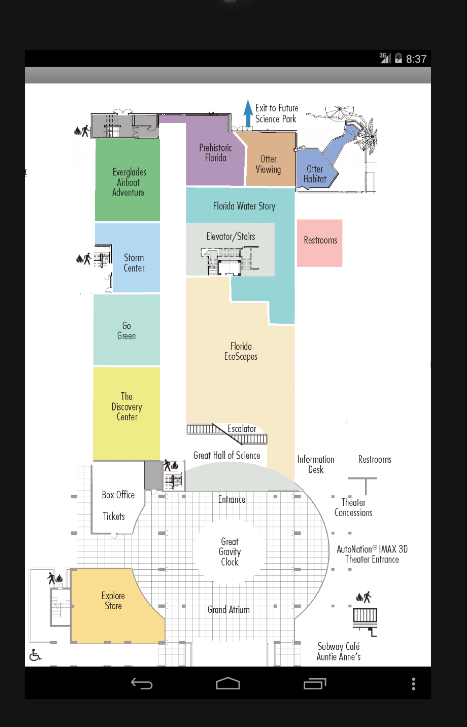 3G 8:37
Exit to Future
Science Park
Prehistoric
Florida
Otter
Viewing
Otter
Habitat
Everglades
Airboat
Adventure
Florida Water Story
Elevator/Stairs
Restrooms
Storm
Center
Go
Green
Florida
EcoScapes
The
Discovery
Center
Escalator
Great Hall of Science
Information
Desk
Restrooms
Box Office
Tickets
Entrance
Theater
Concessions
Great
Gravity
Clock
AutoNation® IMAX 3D
Theater Entrance
Explore
Store
Grand Atrium
Subway Café
Auntie Anne's